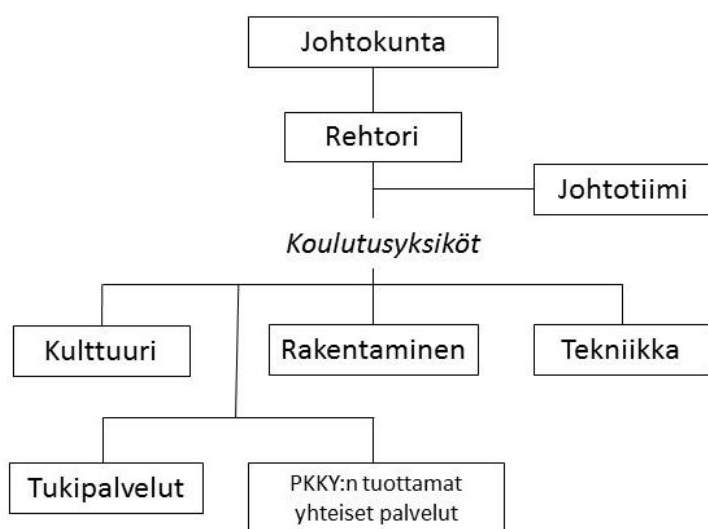 Johtokunta
Rehtori
Johtotiimi
Koulutusyksiköt
Kulttuuri
Rakentaminen
Tekniikka
Tukipalvelut
PKKY:n tuottamat
yhteiset palvelut